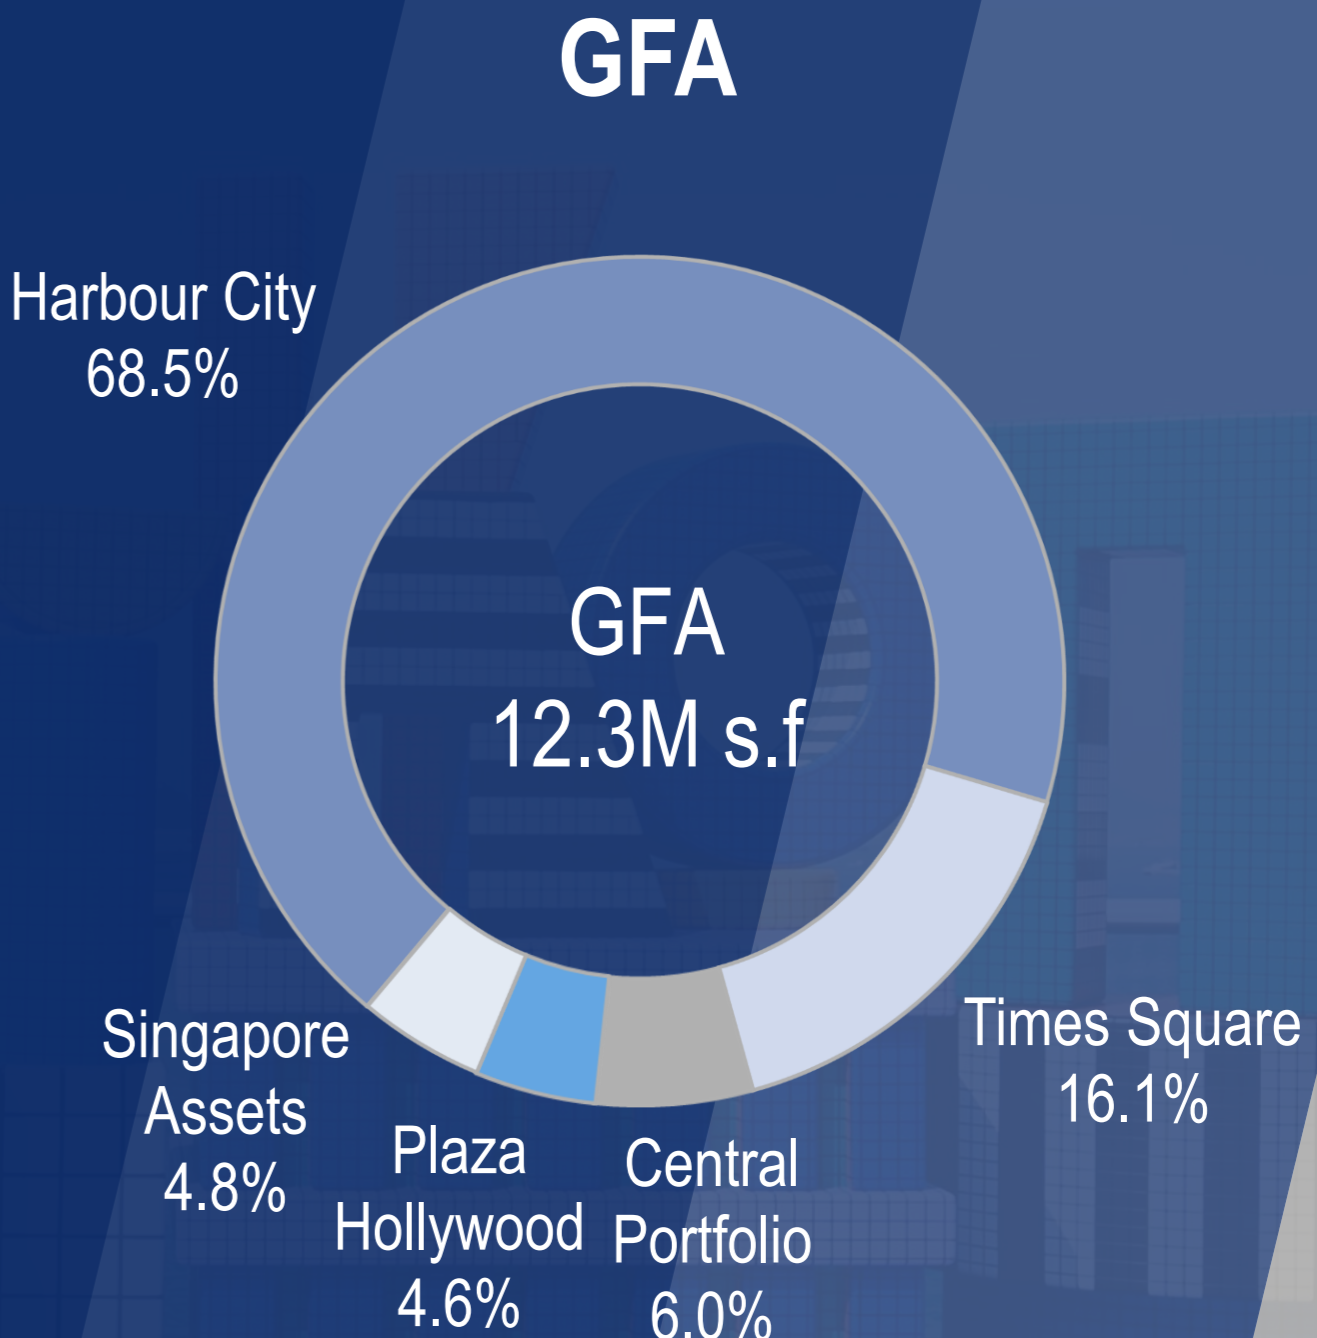 GFA
Harbour City
68.5%
GFA
12.3M s.f
Times Square
16.1%
Singapore
Assets
4.8%
Plaza
Hollywood
4.6%
Central
Portfolio
6.0%